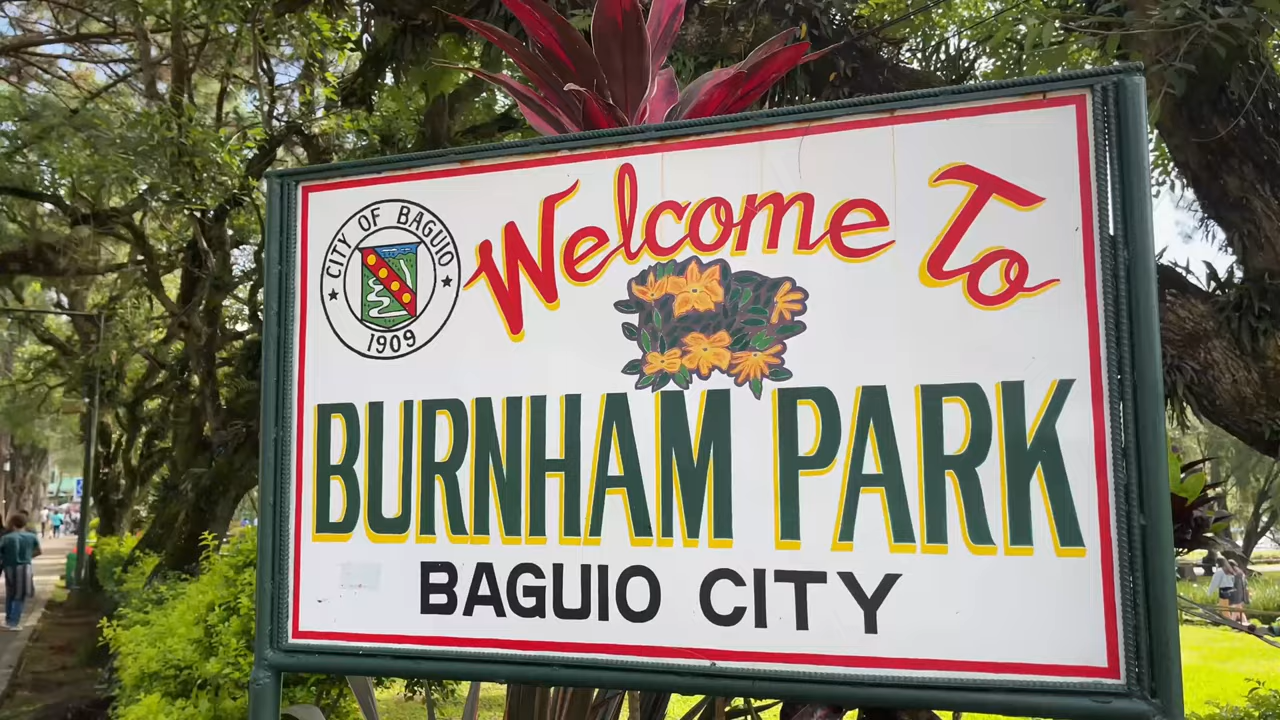 CITY OF BAGUIO
1909
Welcome To
BURNHAM PARK
BAGUIO CITY